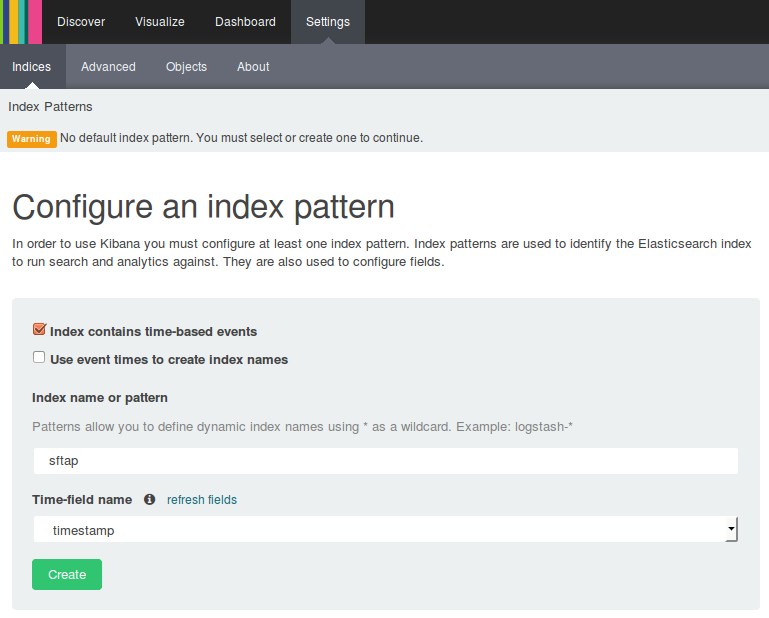 Discover Visualize Dashboard Settings
Indices Advanced Objects About
Index Patterns
Warning No default index pattern. You must select or create one to continue.
Configure an index pattern
In order to use Kibana you must configure at least one index pattern. Index patterns are used to identify the Elasticsearch index
to run search and analytics against. They are also used to configure fields.
Index contains time-based events
Use event times to create index names
Index name or pattern
Patterns allow you to define dynamic index names using * as a wildcard. Example: logstash-*
sftap
Time-field name refresh fields
timestamp
Create